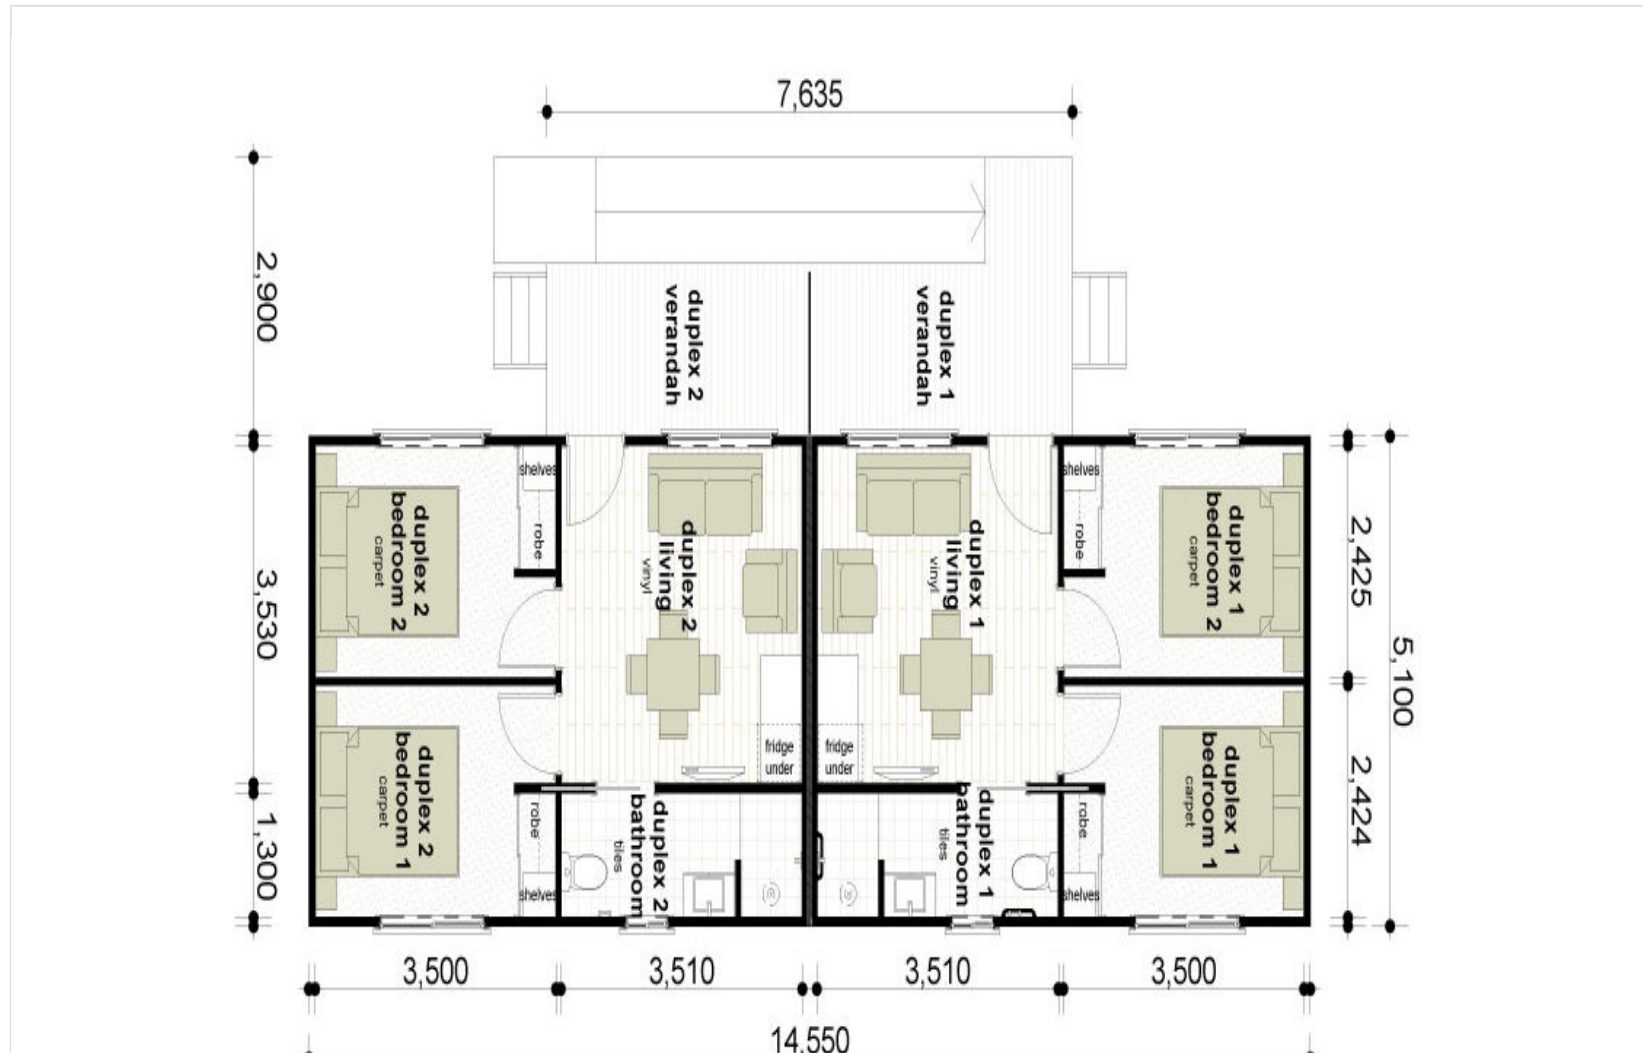 7,635
2,900
duplex 2
verandah
duplex 1
verandah
shelves
robe
duplex 2
bedroom 2
carpet
duplex 2
living
vinyl
duplex 1
living
vinyl
shelves
robe
duplex 1
bedroom 2
carpet
3,530
2,425
5,100
fridge
under
fridge
under
duplex 2
bedroom 1
carpet
robe
shelves
duplex 2
bathroom
tiles
duplex 1
bathroom
tiles
robe
shelves
duplex 1
bedroom 1
carpet
1,300
2,424
3,500
3,510
3,510
3,500
14,550